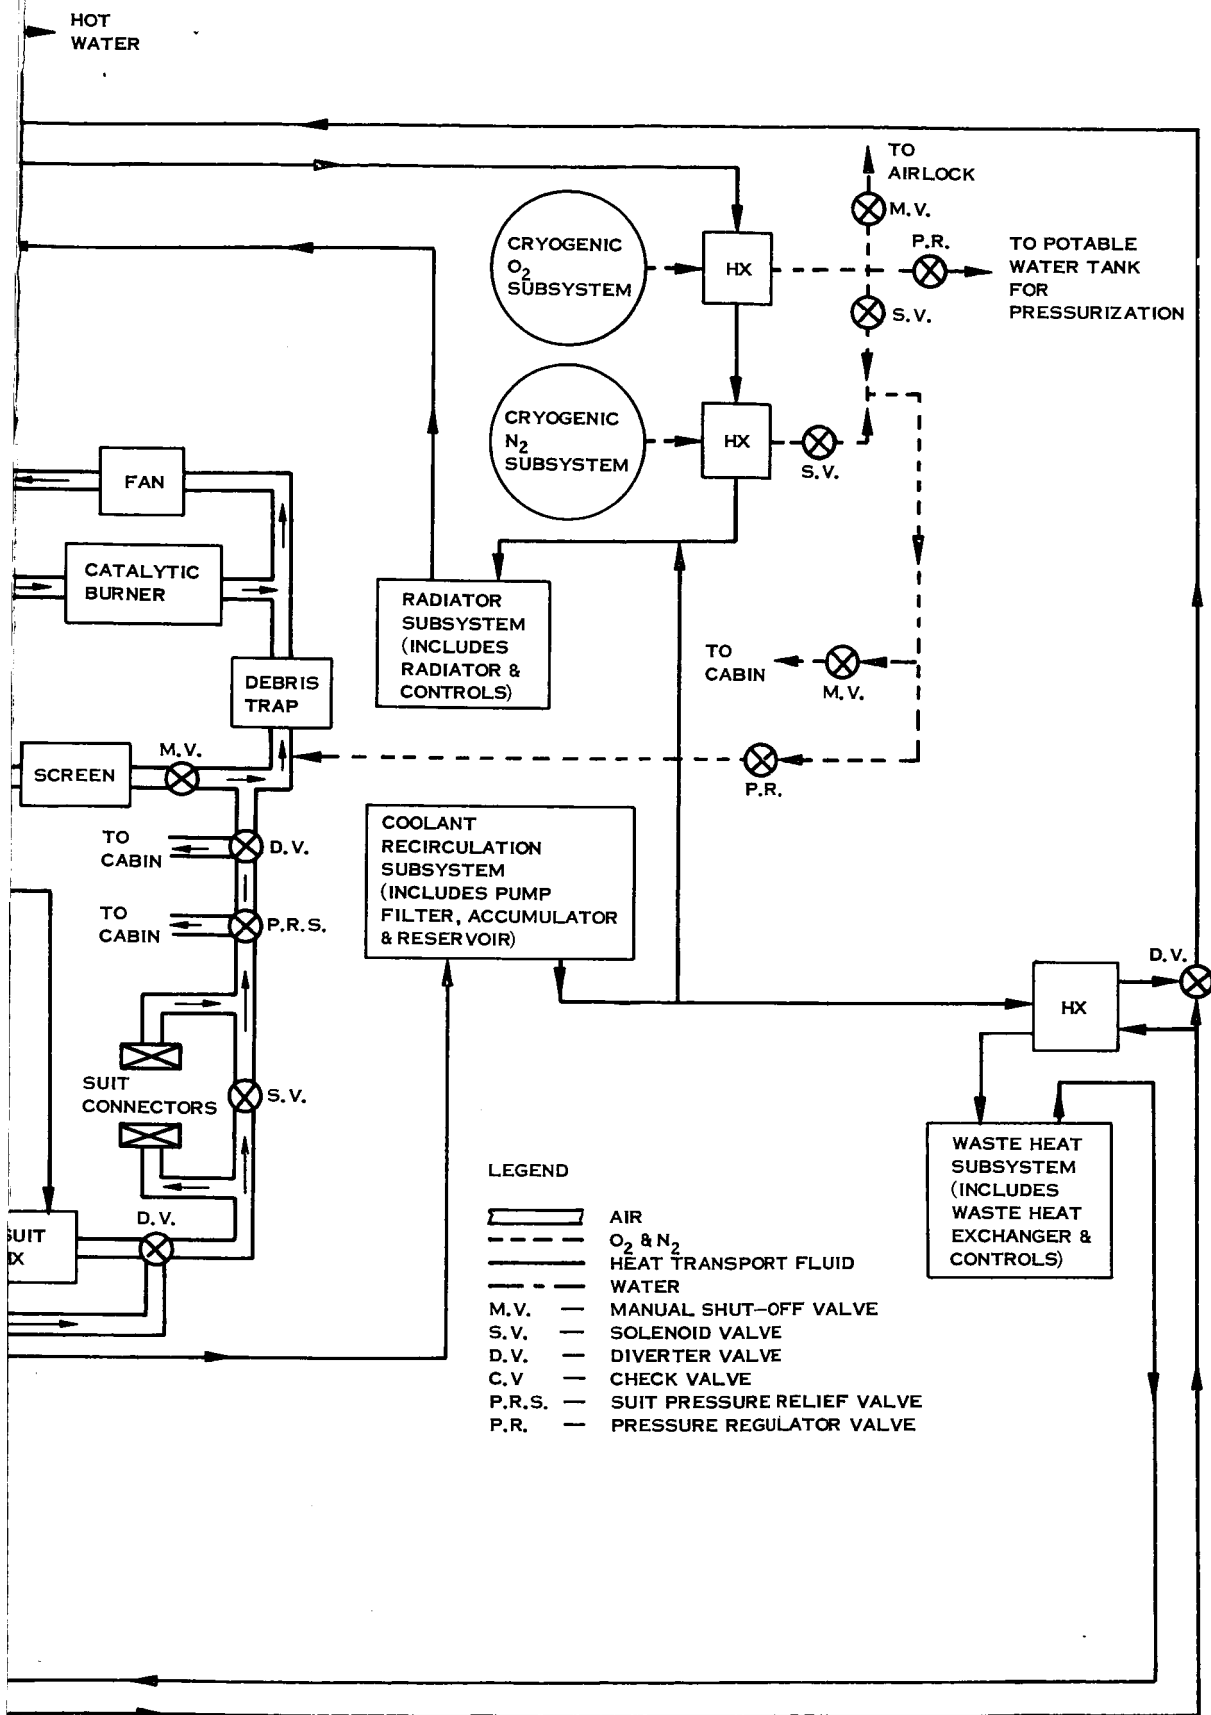 HOT
WATER
TO
AIRLOCK
M.V.
P.R.
TO POTABLE
WATER TANK
FOR
PRESSURIZATION
CRYOGENIC
O2
SUBSYSTEM
HX
S.V.
CRYOGENIC
N2
SUBSYSTEM
HX
S.V.
FAN
CATALYTIC
BURNER
RADIATOR
SUBSYSTEM
(INCLUDES
RADIATOR &
CONTROLS)
TO
CABIN
M.V.
DEBRIS
TRAP
M.V.
SCREEN
P.R.
TO
CABIN
D.V.
COOLANT
RECIRCULATION
SUBSYSTEM
(INCLUDES PUMP
FILTER, ACCUMULATOR
& RESERVOIR)
TO
CABIN
P.R.S.
D.V.
HX
SUIT
CONNECTORS
S.V.
WASTE HEAT
SUBSYSTEM
(INCLUDES
WASTE HEAT
EXCHANGER &
CONTROLS)
D.V.
SUIT
HX
LEGEND
AIR
O2 & N2
HEAT TRANSPORT FLUID
WATER
M.V. — MANUAL SHUT-OFF VALVE
S.V. — SOLENOID VALVE
D.V. — DIVERTER VALVE
C.V — CHECK VALVE
P.R.S. — SUIT PRESSURE RELIEF VALVE
P.R. — PRESSURE REGULATOR VALVE